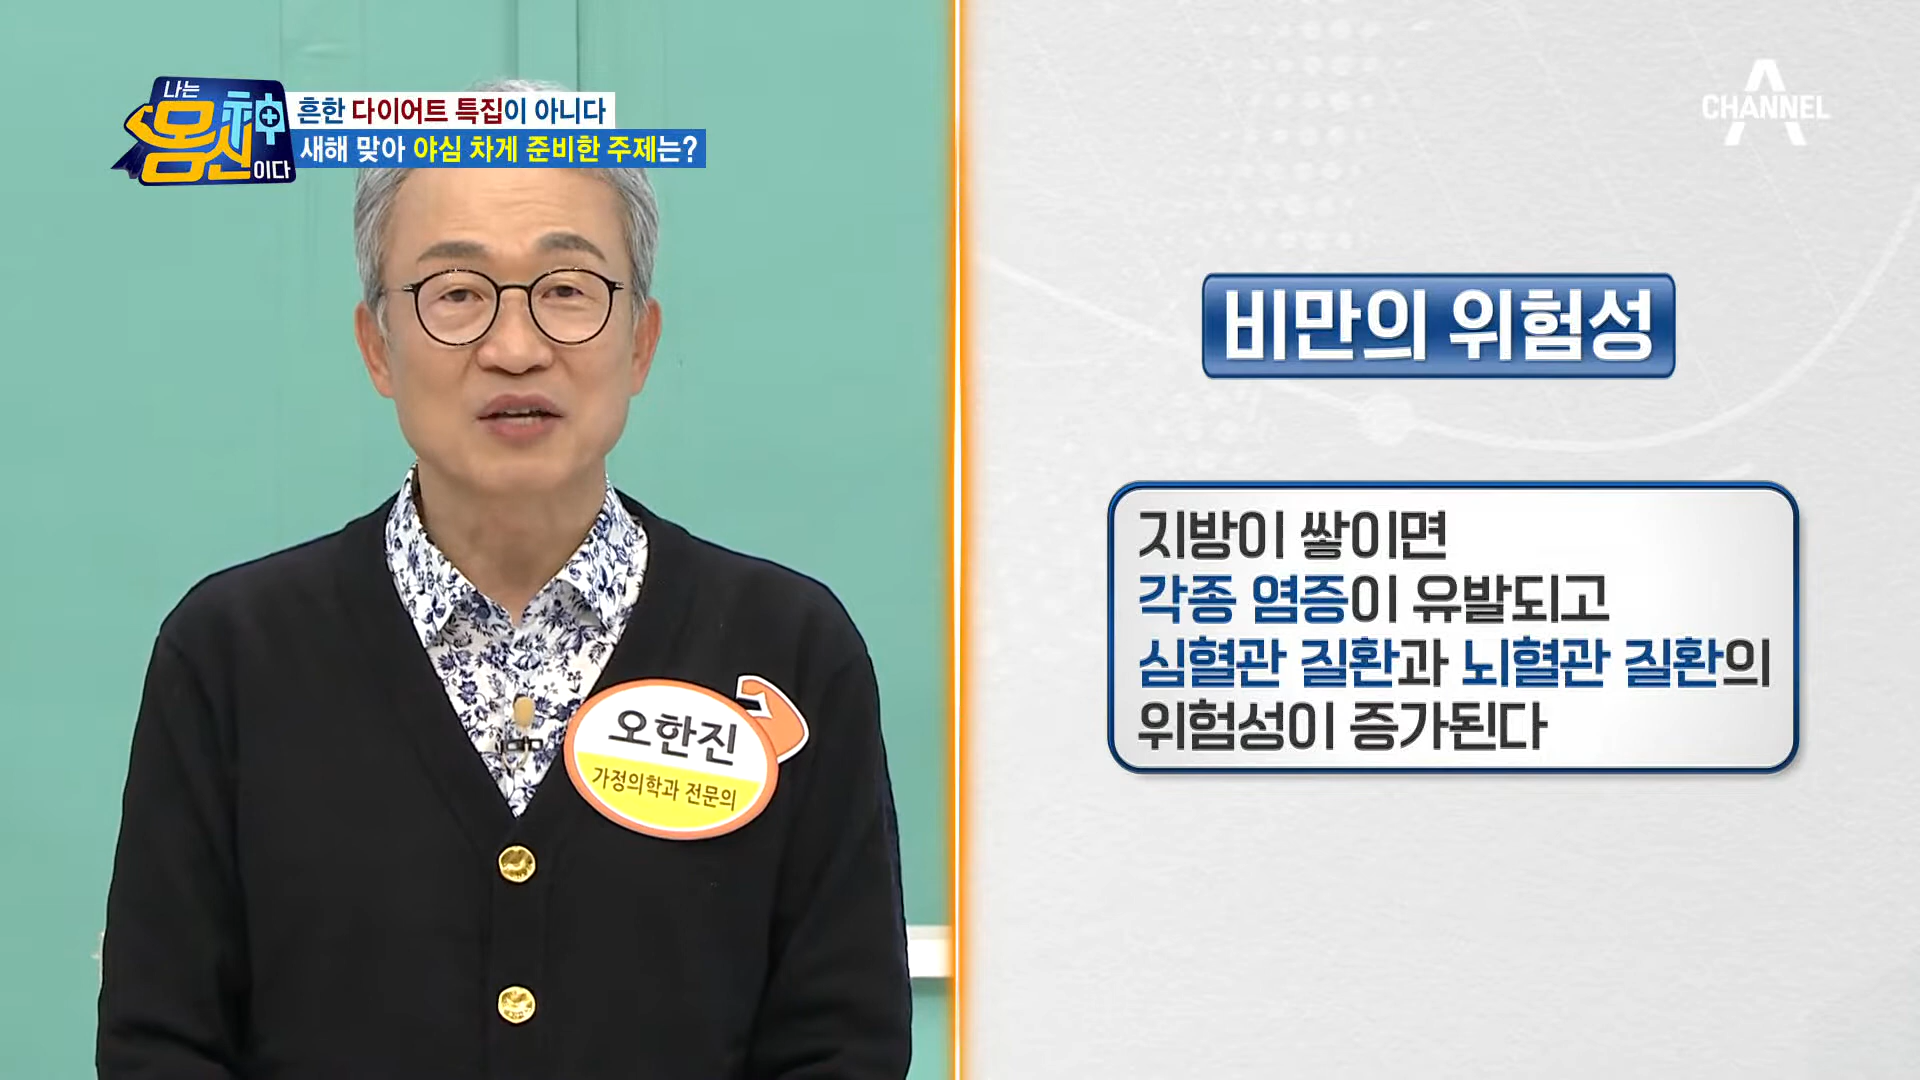 나는
몸신神이다
흔한 다이어트 특집이 아니다
새해 맞아 야심 차게 준비한 주제는?
CHANNEL A
비만의 위험성
지방이 쌓이면
각종 염증이 유발되고
심혈관 질환과 뇌혈관 질환의
위험성이 증가된다
오한진
가정의학과 전문의